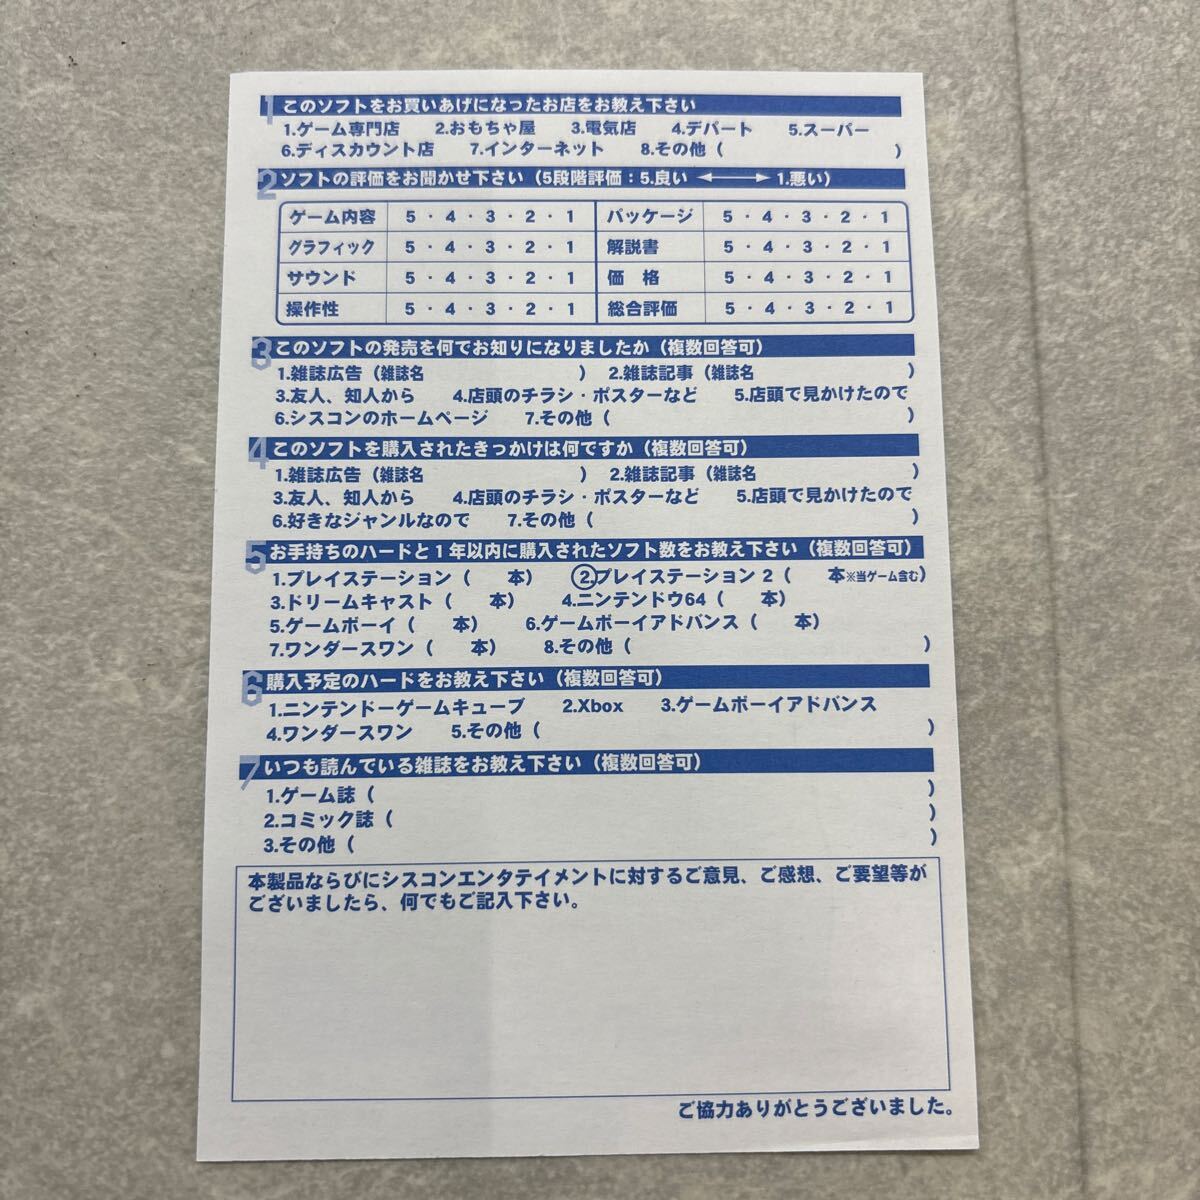 1 このソフトをお買いあげになったお店をお教え下さい
1.ゲーム専門店 2.おもちゃ屋 3.電気店 4.デパート 5.スーパー
6.ディスカウント店 7.インターネット 8.その他( )
2 ソフトの評価をお聞かせ下さい(5段階評価:5.良い ←→ 1.悪い)
ゲーム内容 5・4・3・2・1 パッケージ 5・4・3・2・1
グラフィック 5・4・3・2・1 解説書 5・4・3・2・1
サウンド 5・4・3・2・1 価 格 5・4・3・2・1
操作性 5・4・3・2・1 総合評価 5・4・3・2・1
3 このソフトの発売を何でお知りになりましたか(複数回答可)
1.雑誌広告(雑誌名 ) 2.雑誌記事(雑誌名 )
3.友人、知人から 4.店頭のチラシ・ポスターなど 5.店頭で見かけたので
6.シスコンのホームページ 7.その他( )
4 このソフトを購入されたきっかけは何ですか(複数回答可)
1.雑誌広告(雑誌名 ) 2.雑誌記事(雑誌名 )
3.友人、知人から 4.店頭のチラシ・ポスターなど 5.店頭で見かけたので
6.好きなジャンルなので 7.その他( )
5 お手持ちのハードと1年以内に購入されたソフト数をお教え下さい(複数回答可)
1.プレイステーション( 本) ②.プレイステーション2( 本※当ゲーム含む)
3.ドリームキャスト( 本) 4.ニンテンドウ64( 本)
5.ゲームボーイ( 本) 6.ゲームボーイアドバンス( 本)
7.ワンダースワン( 本) 8.その他( )
6 購入予定のハードをお教え下さい(複数回答可)
1.ニンテンドーゲームキューブ 2.Xbox 3.ゲームボーイアドバンス
4.ワンダースワン 5.その他( )
7 いつも読んでいる雑誌をお教え下さい(複数回答可)
1.ゲーム誌( )
2.コミック誌( )
3.その他( )
本製品ならびにシスコンエンタテイメントに対するご意見、ご感想、ご要望等が
ございましたら、何でもご記入下さい。
ご協力ありがとうございました。